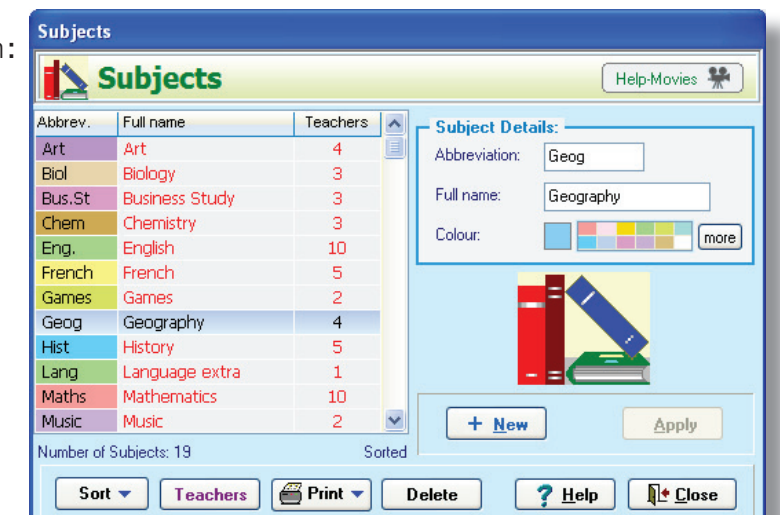 n:
Subjects
Subjects
Help-Movies
Abbrev. Full name Teachers
Art Art 4
Biol Biology 3
Bus.St Business Study 3
Chem Chemistry 3
Eng. English 10
French French 5
Games Games 2
Geog Geography 4
Hist History 5
Lang Language extra 1
Maths Mathematics 10
Music Music 2
Number of Subjects: 19 Sorted
Subject Details:
Abbreviation: Geog
Full name: Geography
Colour: more
+ New Apply
Sort Teachers Print Delete ? Help Close